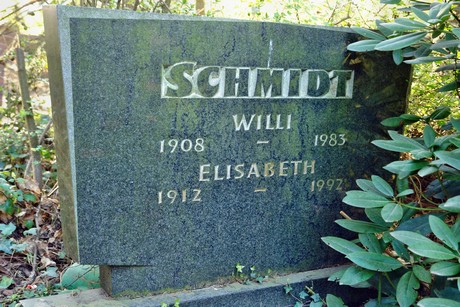 SCHMIDT
WILLI
1908 – 1983
ELISABETH
1912 – 1992